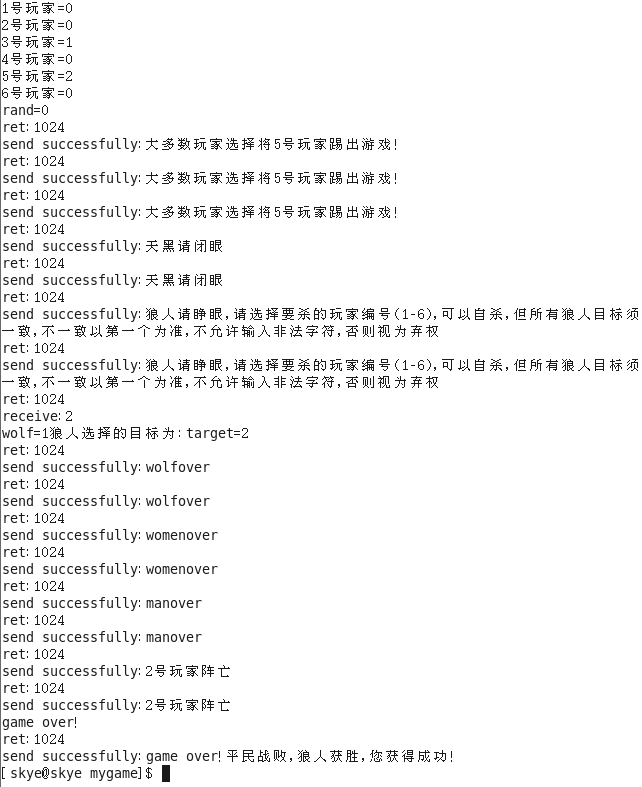 1号玩家=0
2号玩家=0
3号玩家=1
4号玩家=0
5号玩家=2
6号玩家=0
rand=0
ret:1024
send successfully:大多数玩家选择将5号玩家踢出游戏!
ret:1024
send successfully:大多数玩家选择将5号玩家踢出游戏!
ret:1024
send successfully:大多数玩家选择将5号玩家踢出游戏!
ret:1024
send successfully:天黑请闭眼
ret:1024
send successfully:天黑请闭眼
ret:1024
send successfully:狼人请睁眼,请选择要杀的玩家编号(1-6),可以自杀,但所有狼人目标须
一致,不一致以第一个为准,不允许输入非法字符,否则视为弃权
ret:1024
send successfully:狼人请睁眼,请选择要杀的玩家编号(1-6),可以自杀,但所有狼人目标须
一致,不一致以第一个为准,不允许输入非法字符,否则视为弃权
ret:1024
receive:2
wolf=1狼人选择的目标为:target=2
ret:1024
send successfully:wolfover
ret:1024
send successfully:wolfover
ret:1024
send successfully:womenover
ret:1024
send successfully:womenover
ret:1024
send successfully:manover
ret:1024
send successfully:manover
ret:1024
send successfully:2号玩家阵亡
ret:1024
send successfully:2号玩家阵亡
game over!
ret:1024
send successfully:game over!平民战败,狼人获胜,您获得成功!
[skye@skye mygame]$